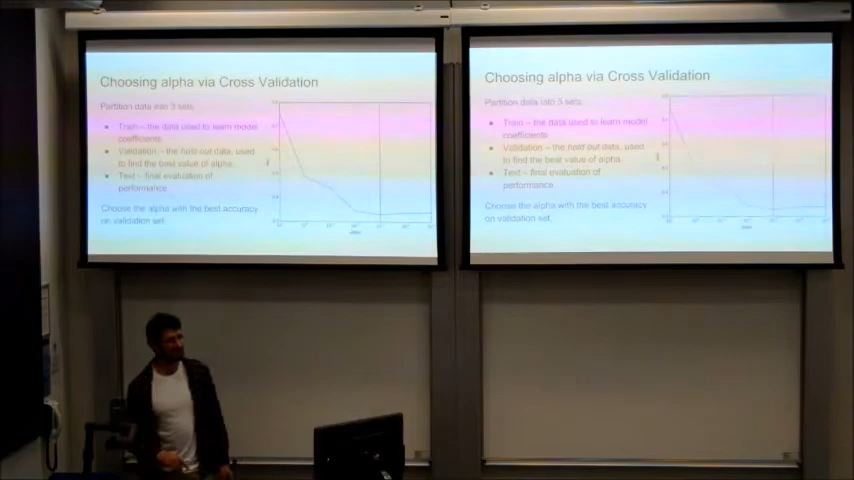 Choosing alpha via Cross Validation
Partition data into 3 sets.
● Train – the data used to learn model
coefficients
● Validation – the hold out data, used
to find the best value of alpha.
● Test – final evaluation of
performance.
Choose the alpha with the best accuracy
on validation set.
Choosing alpha via Cross Validation
Partition data into 3 sets.
● Train – the data used to learn model
coefficients
● Validation – the hold out data, used
to find the best value of alpha.
● Test – final evaluation of
performance.
Choose the alpha with the best accuracy
on validation set.